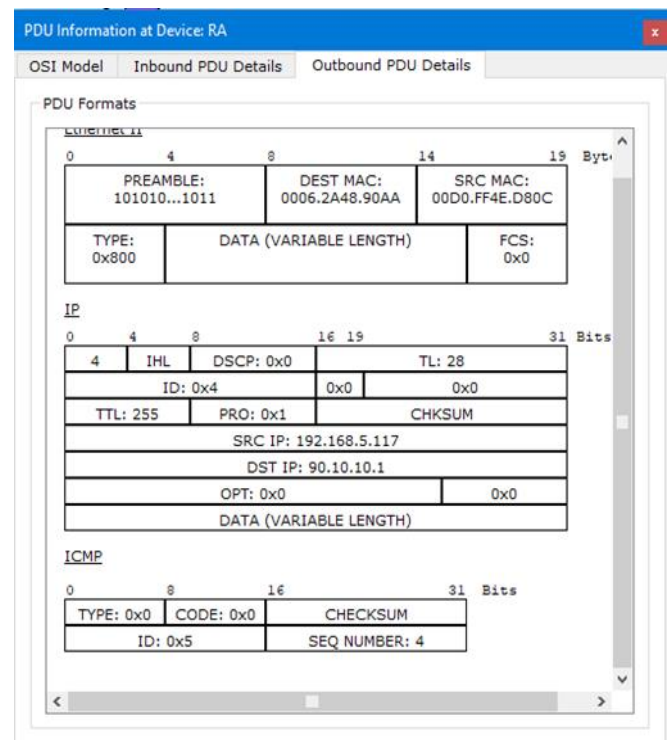 PDU Information at Device: RA
x
OSI Model Inbound PDU Details Outbound PDU Details
PDU Formats
Ethernet II
0 4 8 14 19 Byt
PREAMBLE: DEST MAC: SRC MAC:
101010...1011 0006.2A48.90AA 00D0.FF4E.D80C
TYPE: DATA (VARIABLE LENGTH) FCS:
0x800 0x0
IP
0 4 8 16 19 31 Bits
4 IHL DSCP: 0x0 TL: 28
ID: 0x4 0x0 0x0
TTL: 255 PRO: 0x1 CHKSUM
SRC IP: 192.168.5.117
DST IP: 90.10.10.1
OPT: 0x0 0x0
DATA (VARIABLE LENGTH)
ICMP
0 8 16 31 Bits
TYPE: 0x0 CODE: 0x0 CHECKSUM
ID: 0x5 SEQ NUMBER: 4